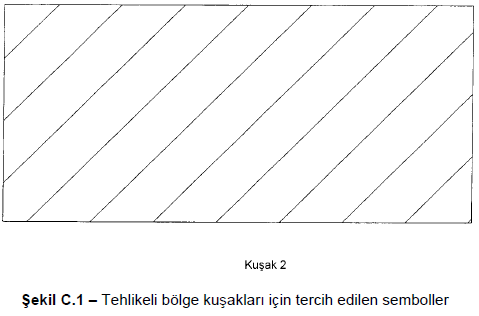 Kuşak 2
Şekil C.1 – Tehlikeli bölge kuşakları için tercih edilen semboller